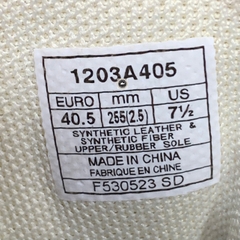 1203A405
EURO mm US
40.5 255(2.5) 7½
SYNTHETIC LEATHER &
SYNTHETIC FIBER
UPPER/RUBBER SOLE
MADE IN CHINA
FABRIQUE EN CHINE
F530523 SD